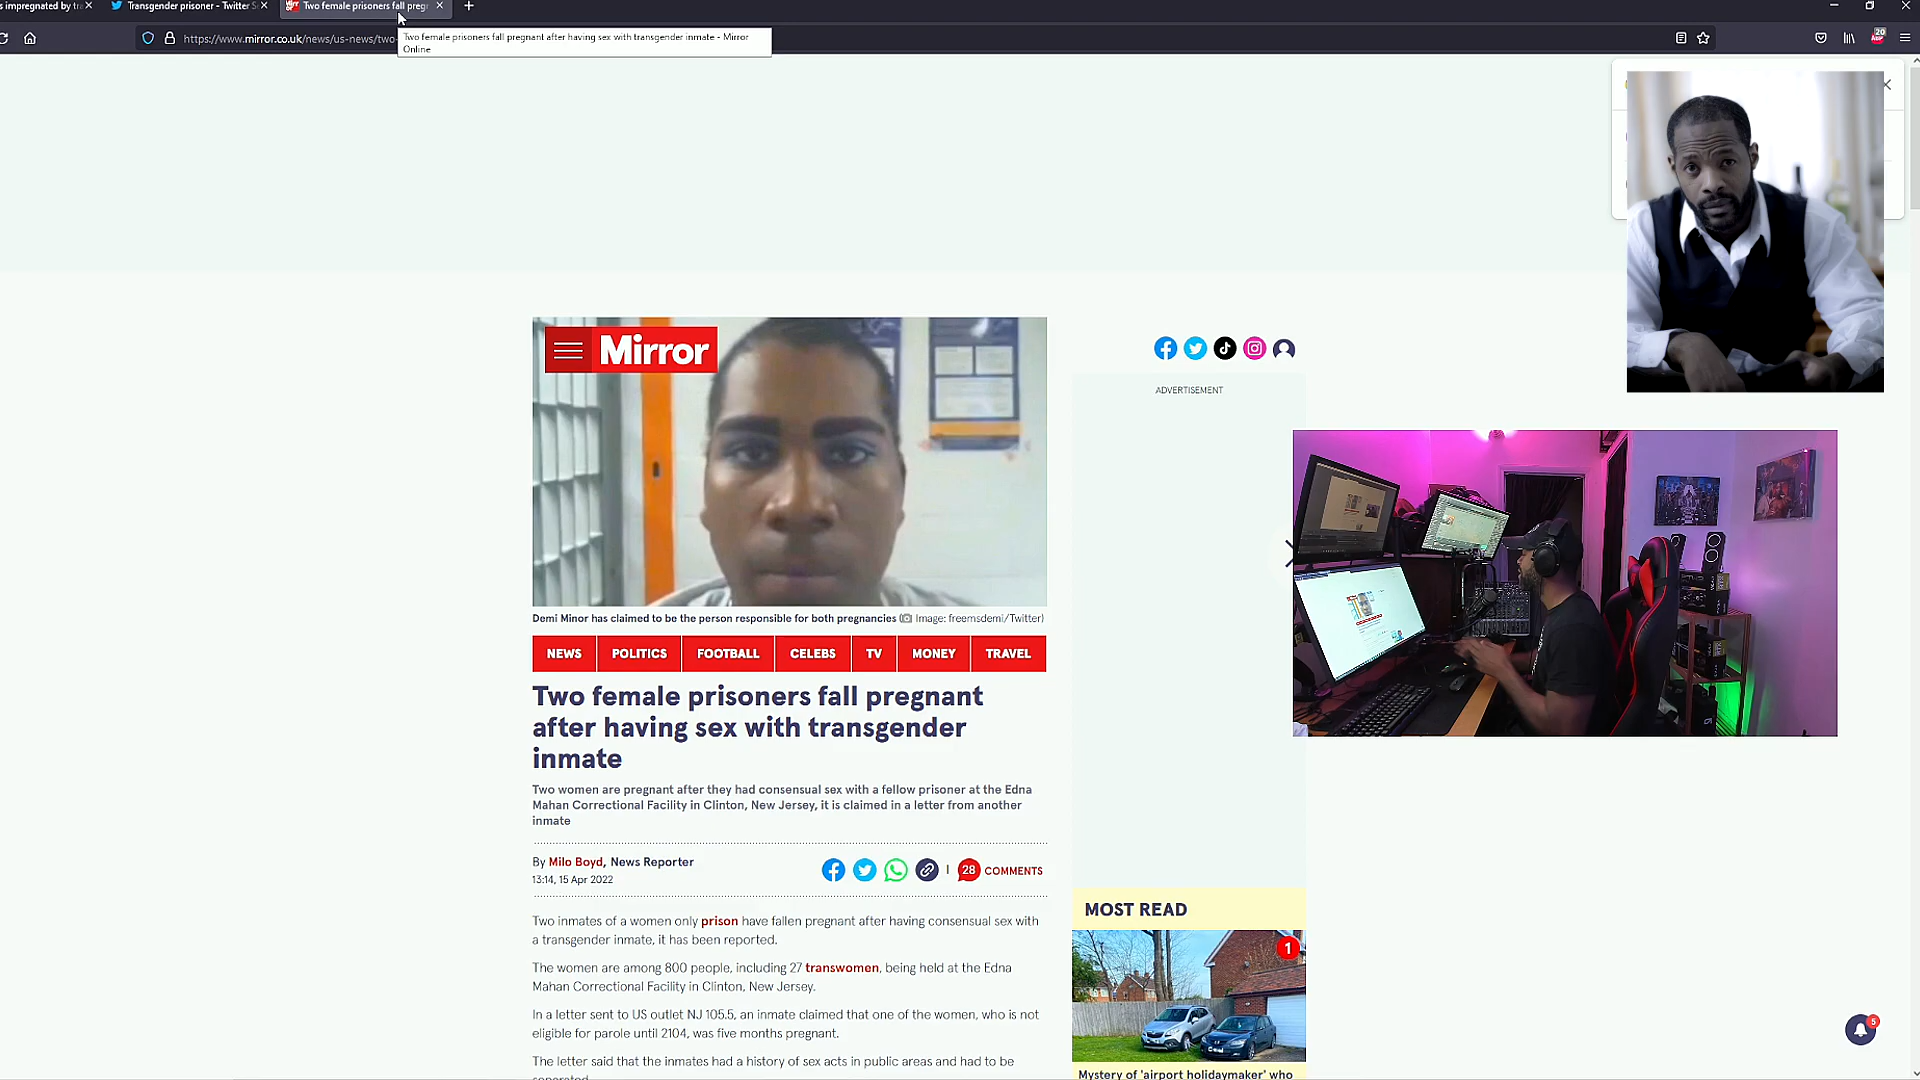 s impregnated by tra
Transgender prisoner - Twitter S
Two female prisoners fall pregn
https://www.mirror.co.uk/news/us-news/two-
Two female prisoners fall pregnant after having sex with transgender inmate - Mirror
Online
20
Mirror
ADVERTISEMENT
Demi Minor has claimed to be the person responsible for both pregnancies (Image: freemsdemi/Twitter)
NEWS
POLITICS
FOOTBALL
CELEBS
TV
MONEY
TRAVEL
Two female prisoners fall pregnant
after having sex with transgender
inmate
Two women are pregnant after they had consensual sex with a fellow prisoner at the Edna
Mahan Correctional Facility in Clinton, New Jersey, it is claimed in a letter from another
inmate
By Milo Boyd, News Reporter
13:14, 15 Apr 2022
28 COMMENTS
Two inmates of a women only prison have fallen pregnant after having consensual sex with
a transgender inmate, it has been reported.
The women are among 800 people, including 27 transwomen, being held at the Edna
Mahan Correctional Facility in Clinton, New Jersey.
In a letter sent to US outlet NJ 105.5, an inmate claimed that one of the women, who is not
eligible for parole until 2104, was five months pregnant.
The letter said that the inmates had a history of sex acts in public areas and had to be
separated
MOST READ
1
Mystery of 'airport holidaymaker' who
5